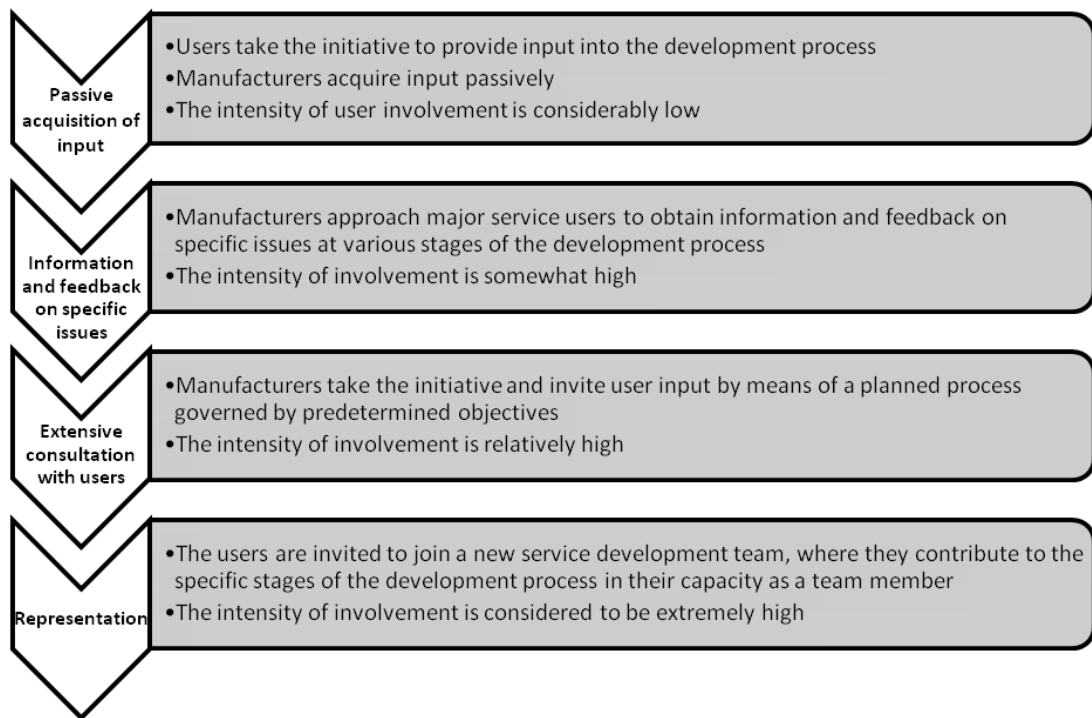 Passive
acquisition of
input
•Users take the initiative to provide input into the development process
•Manufacturers acquire input passively
•The intensity of user involvement is considerably low
Information
and feedback
on specific
issues
•Manufacturers approach major service users to obtain information and feedback on
specific issues at various stages of the development process
•The intensity of involvement is somewhat high
Extensive
consultation
with users
•Manufacturers take the initiative and invite user input by means of a planned process
governed by predetermined objectives
•The intensity of involvement is relatively high
Representation
•The users are invited to join a new service development team, where they contribute to the
specific stages of the development process in their capacity as a team member
•The intensity of involvement is considered to be extremely high